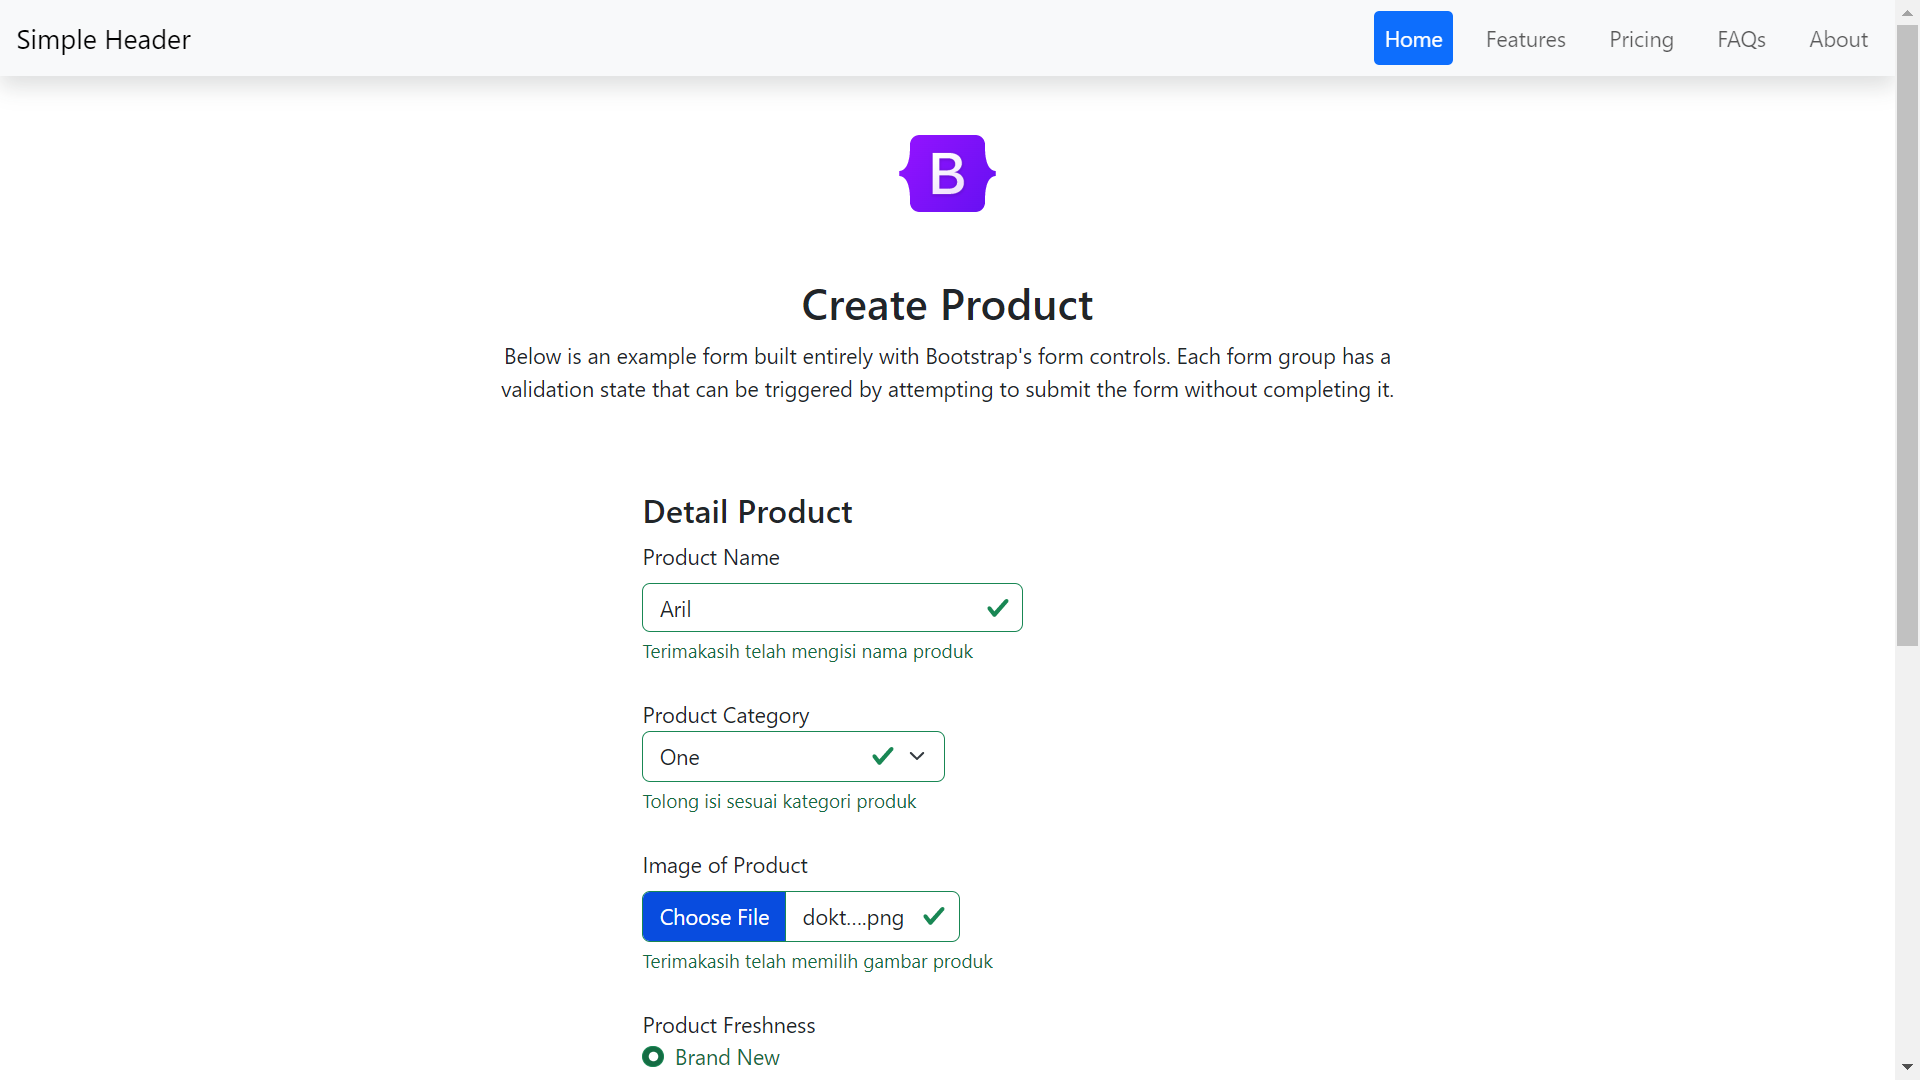 Simple Header
Home
Features
Pricing
FAQs
About
B
Create Product
Below is an example form built entirely with Bootstrap's form controls. Each form group has a
validation state that can be triggered by attempting to submit the form without completing it.
Detail Product
Product Name
Aril
Terimakasih telah mengisi nama produk
Product Category
One
Tolong isi sesuai kategori produk
Image of Product
Choose File
dokt....png
Terimakasih telah memilih gambar produk
Product Freshness
Brand New